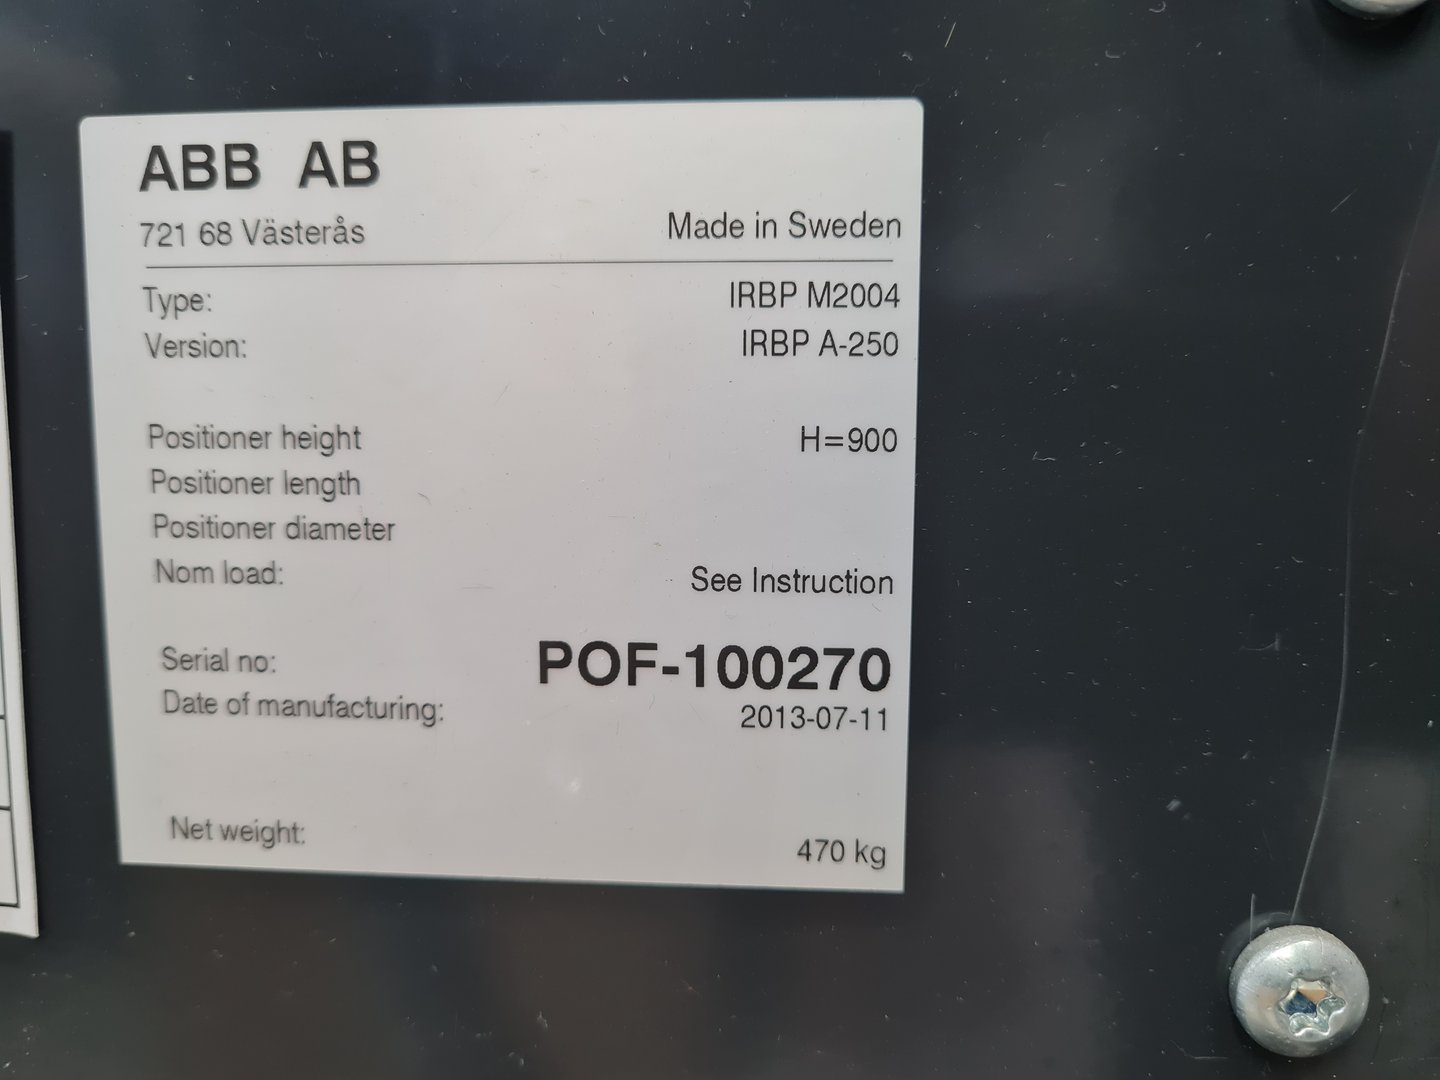 ABB AB
721 68 Västerås Made in Sweden
Type: IRBP M2004
Version: IRBP A-250
Positioner height H=900
Positioner length
Positioner diameter
Nom load: See Instruction
Serial no: POF-100270
Date of manufacturing: 2013-07-11
Net weight: 470 kg